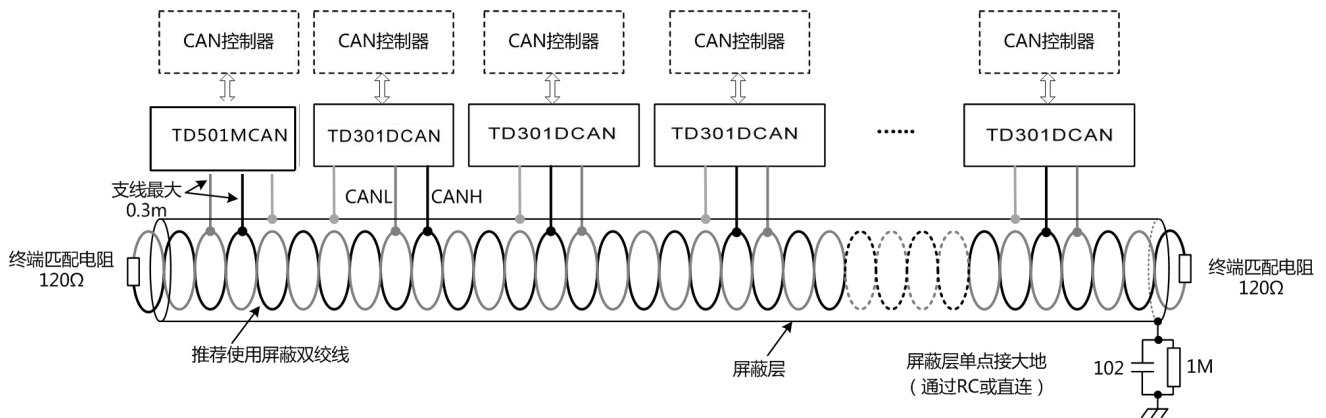 CAN控制器
CAN控制器
CAN控制器
CAN控制器
CAN控制器
TD501MCAN
TD301DCAN
TD301DCAN
TD301DCAN
......
TD301DCAN
支线最大
0.3m
CANL
CANH
终端匹配电阻
120Ω
终端匹配电阻
120Ω
推荐使用屏蔽双绞线
屏蔽层
屏蔽层单点接大地
（通过RC或直连）
102
1M